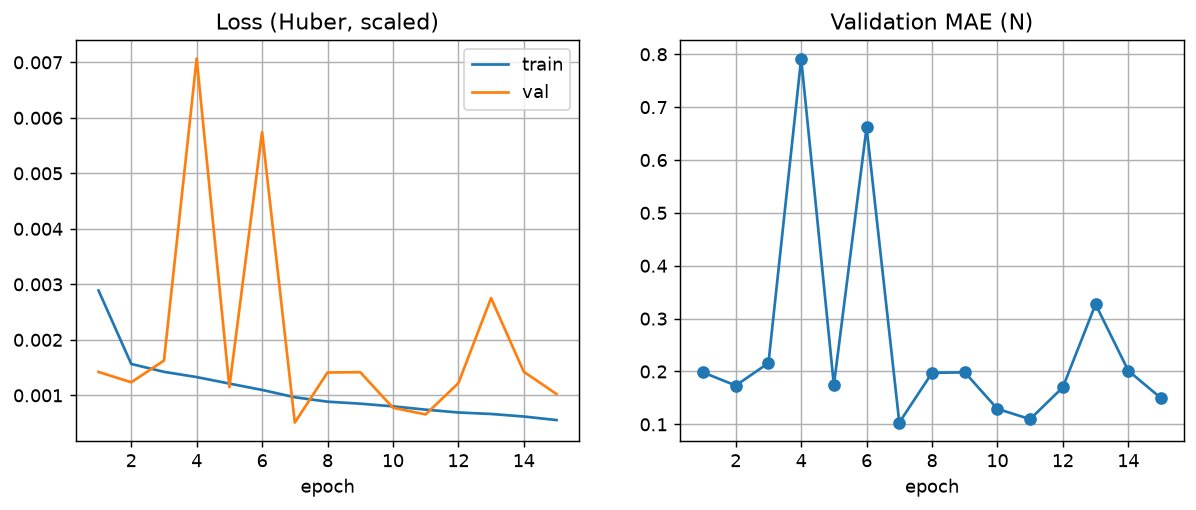 Loss (Huber, scaled)
0.007
0.006
0.005
0.004
0.003
0.002
0.001
train
val
2 4 6 8 10 12 14
epoch
Validation MAE (N)
0.8
0.7
0.6
0.5
0.4
0.3
0.2
0.1
2 4 6 8 10 12 14
epoch